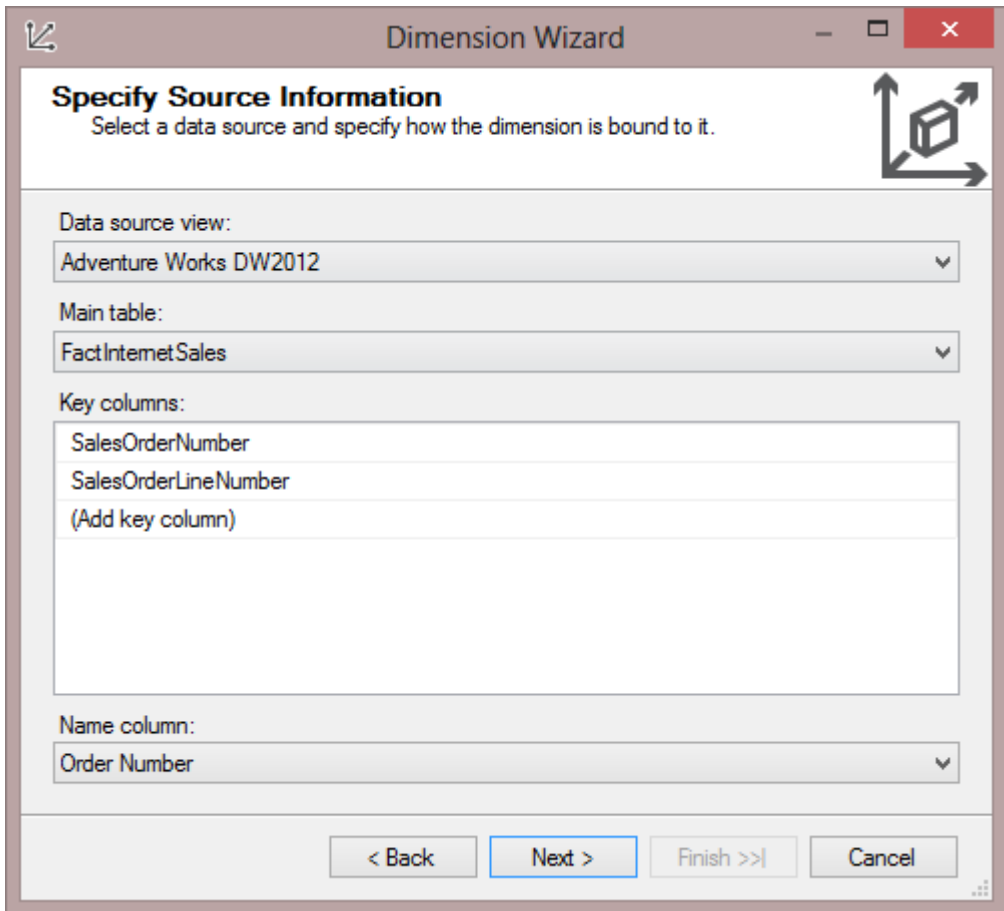 Dimension Wizard
Specify Source Information
Select a data source and specify how the dimension is bound to it.
Data source view:
Adventure Works DW2012
Main table:
FactInternetSales
Key columns:
SalesOrderNumber
SalesOrderLineNumber
(Add key column)
Name column:
Order Number
< Back
Next >
Finish >>|
Cancel